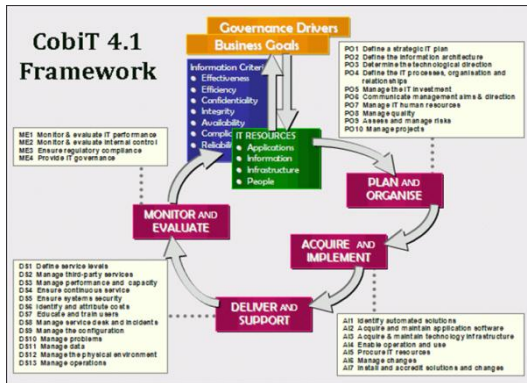 CobiT 4.1
Framework
Governance Drivers
Business Goals
Information Criteria
Effectiveness
Efficiency
Confidentiality
Integrity
Availability
IT RESOURCES
Applications
Information
Infrastructure
People
PO1 Define a strategic IT plan
PO2 Define the information architecture
PO3 Determine the technological direction
PO4 Define the IT processes, organisation and
relationships
PO5 Manage the IT investment
PO6 Communicate management aims & direction
PO7 Manage IT human resources
PO8 Manage quality
PO9 Assess and manage risks
PO10 Manage projects
PLAN AND
ORGANISE
ACQUIRE AND
IMPLEMENT
AI1 Identify automated solutions
AI2 Acquire and maintain application software
AI3 Acquire & maintain technology infrastructure
AI4 Enable operation and use
AI5 Procure IT resources
AI6 Manage changes
AI7 Install and accredit solutions and changes
DELIVER AND
SUPPORT
DS1 Define service levels
DS2 Manage third-party services
DS3 Manage performance and capacity
DS4 Ensure continuous service
DS5 Ensure systems security
DS6 Identify and attribute costs
DS7 Educate and train users
DS8 Manage service desk and incidents
DS9 Manage the configuration
DS10 Manage problems
DS11 Manage data
DS12 Manage the physical environment
DS13 Manage operations
MONITOR AND
EVALUATE
ME1 Monitor & evaluate IT performance
ME2 Monitor & evaluate internal control
ME3 Ensure regulatory compliance
ME4 Provide IT governance